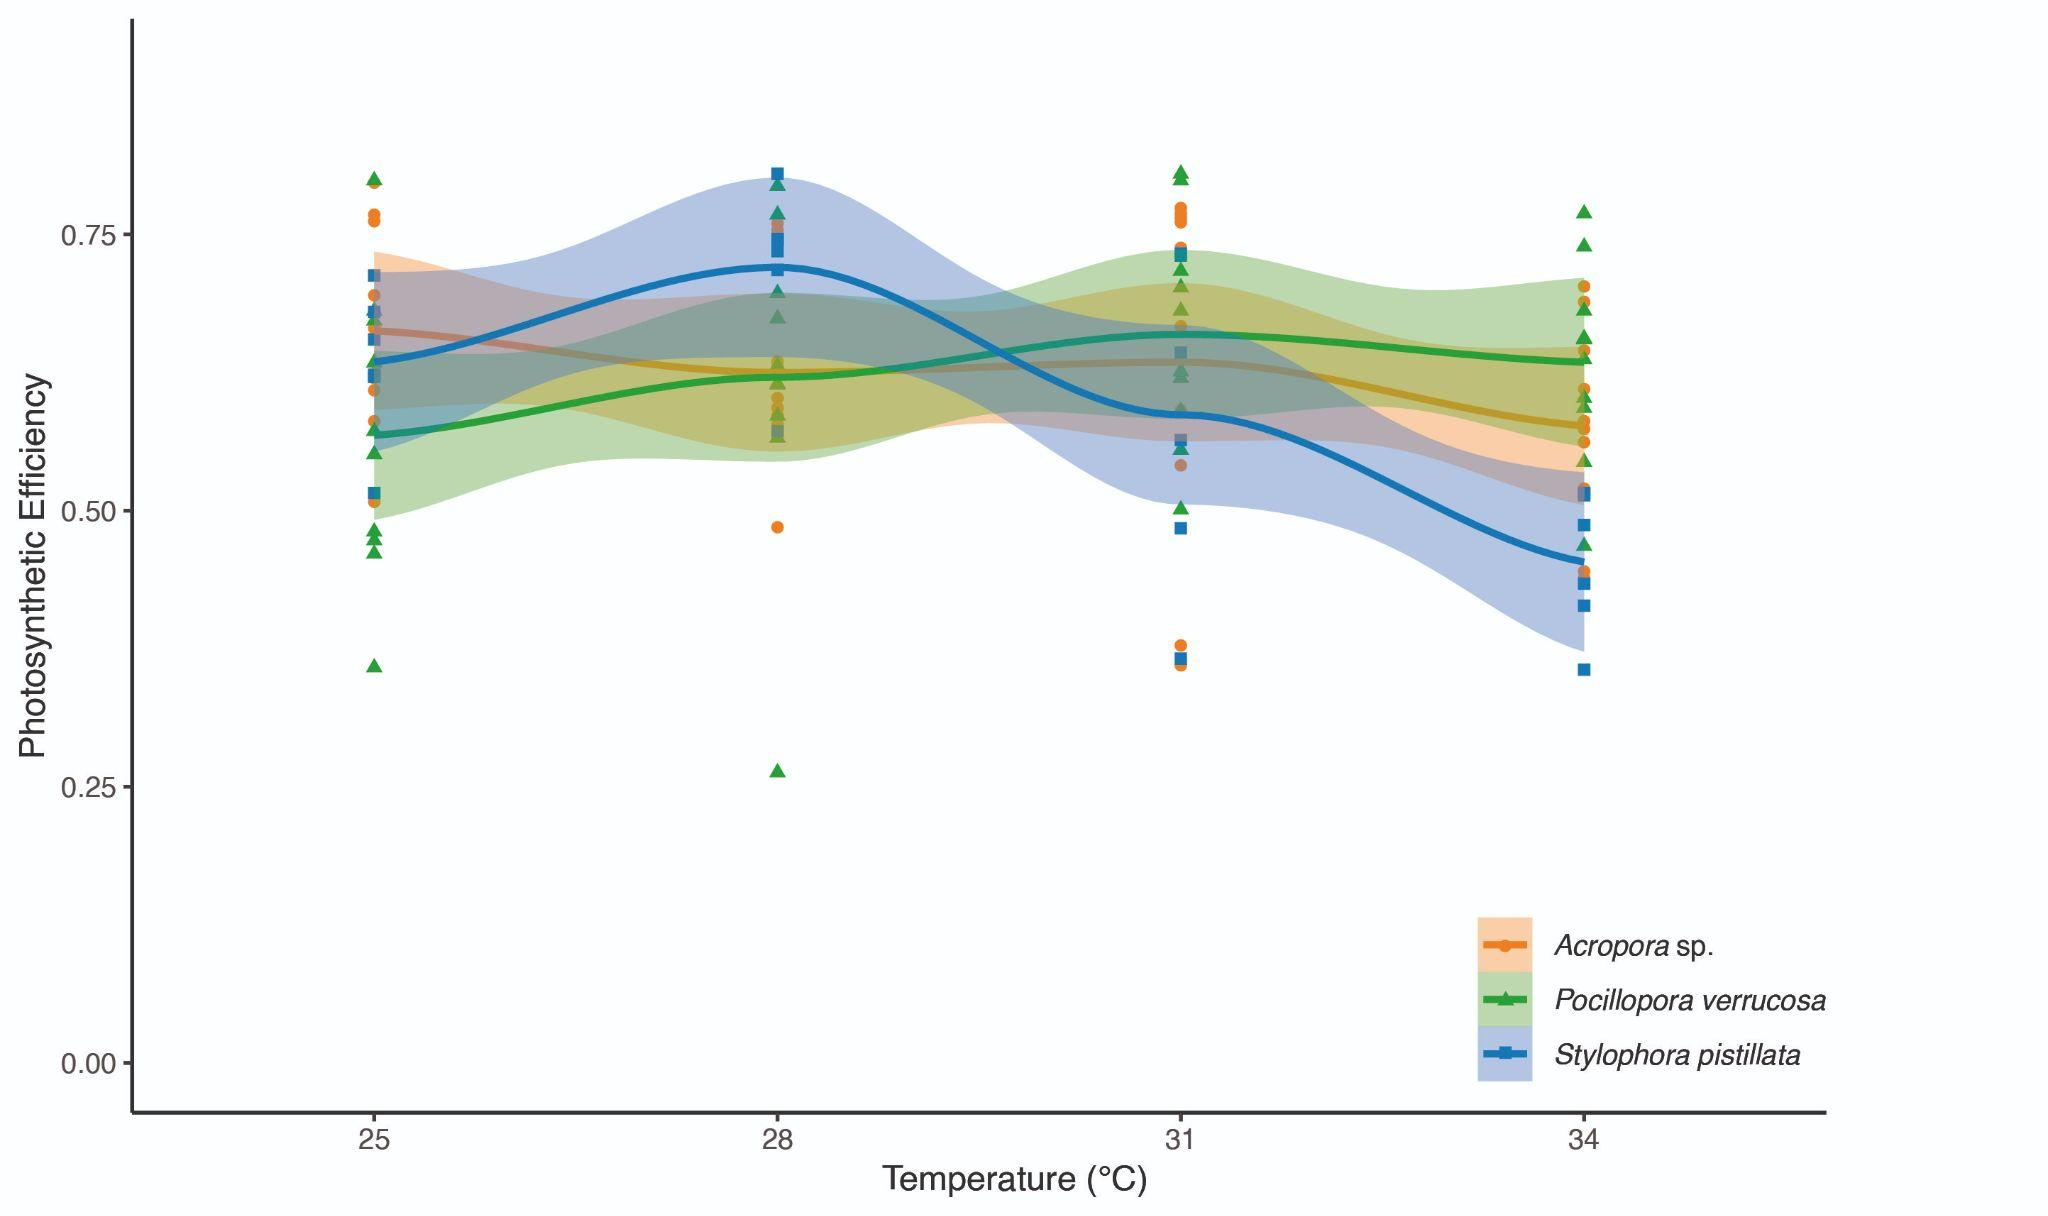 Photosynthetic Efficiency
0.75
0.50
0.25
0.00
25 28 31 34
Temperature (°C)
Acropora sp.
Pocillopora verrucosa
Stylophora pistillata